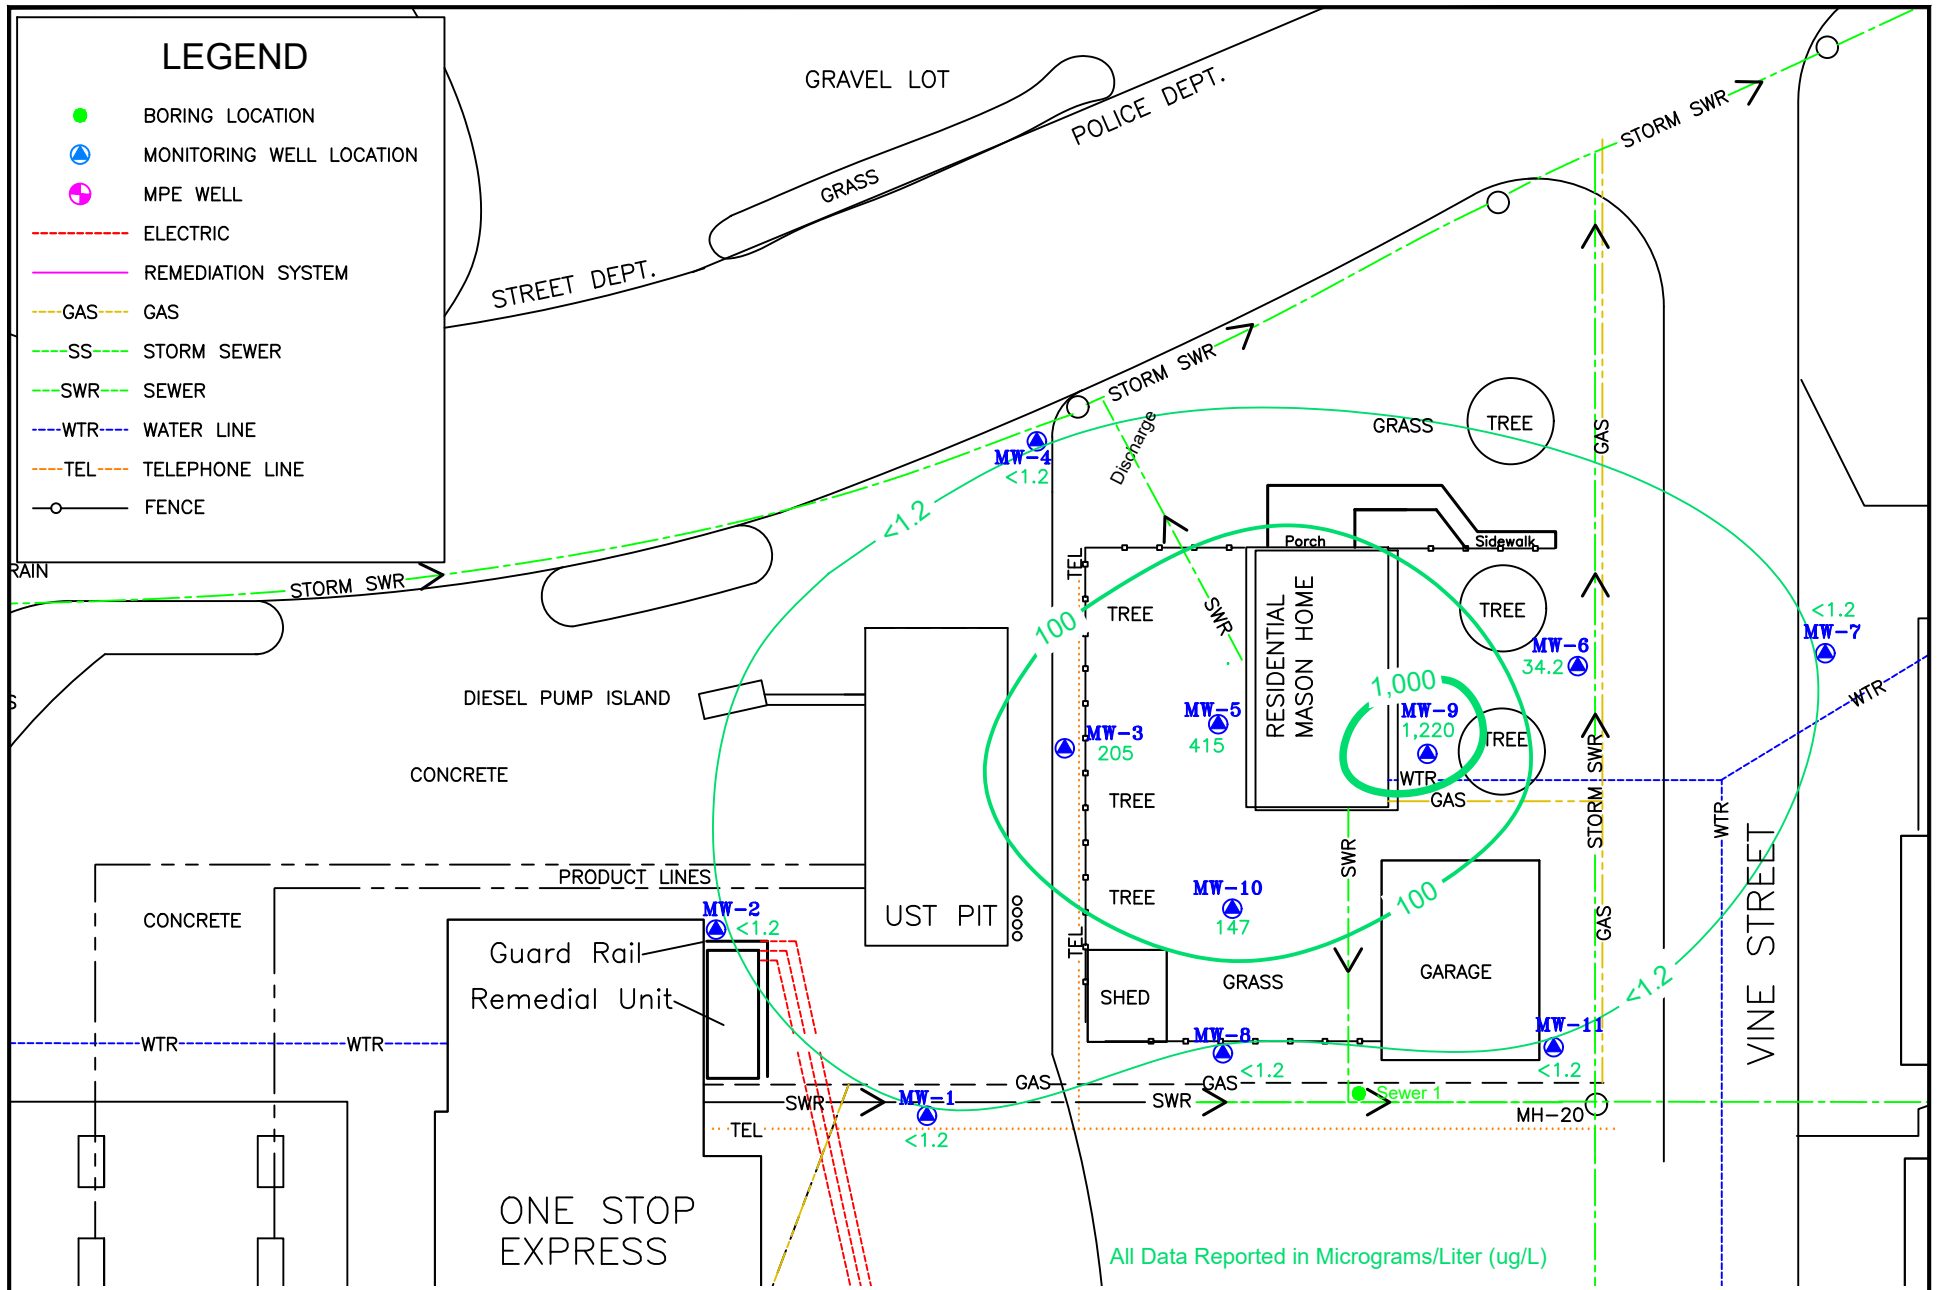 LEGEND
BORING LOCATION
MONITORING WELL LOCATION
MPE WELL
ELECTRIC
REMEDIATION SYSTEM
GAS GAS
SS STORM SEWER
SWR SEWER
WTR WATER LINE
TEL TELEPHONE LINE
FENCE
GRAVEL LOT
POLICE DEPT.
GRASS
STREET DEPT.
STORM SWR
STORM SWR
STORM SWR
RAIN
S
Discharge
GRASS
TREE
GAS
MW-4
<1.2
<1.2
Porch
Sidewalk
TEL
TREE
100
SWR
RESIDENTIAL
MASON HOME
TREE
MW-6
34.2
<1.2
MW-7
WTR
DIESEL PUMP ISLAND
CONCRETE
MW-3
205
MW-5
415
1,000
MW-9
1,220
TREE
WTR
GAS
STORM SWR
WTR
TREE
SWR
PRODUCT LINES
CONCRETE
MW-2
<1.2
UST PIT
TREE
MW-10
147
100
GAS
VINE STREET
TEL
Guard Rail
Remedial Unit
SHED
GRASS
GARAGE
<1.2
WTR
WTR
MW-8
<1.2
MW-11
<1.2
GAS
GAS
SWR
MW-1
<1.2
SWR
Sewer 1
MH-20
TEL
ONE STOP
EXPRESS
All Data Reported in Micrograms/Liter (ug/L)